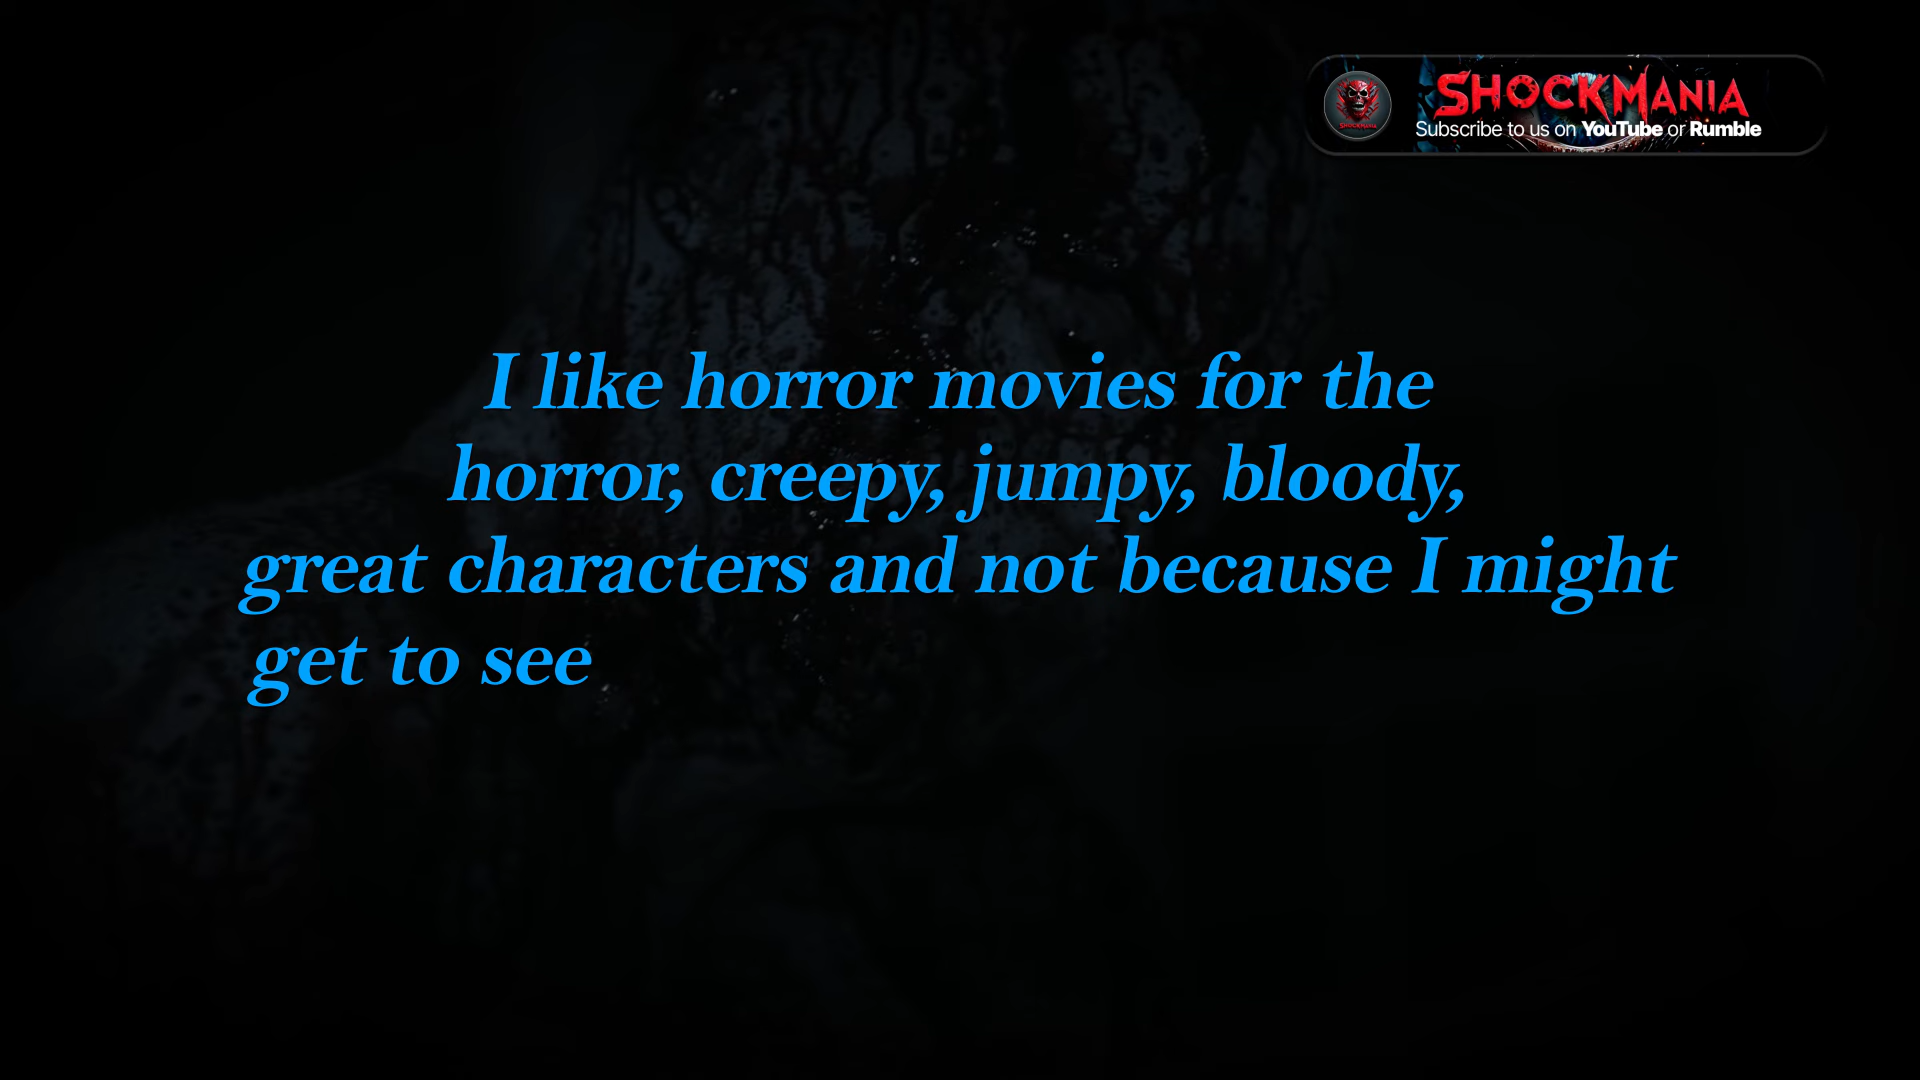 SHOCKMANIA
Subscribe to us on YouTube or Rumble
SHOCKMANIA
I like horror movies for the
horror, creepy, jumpy, bloody,
great characters and not because I might
get to see